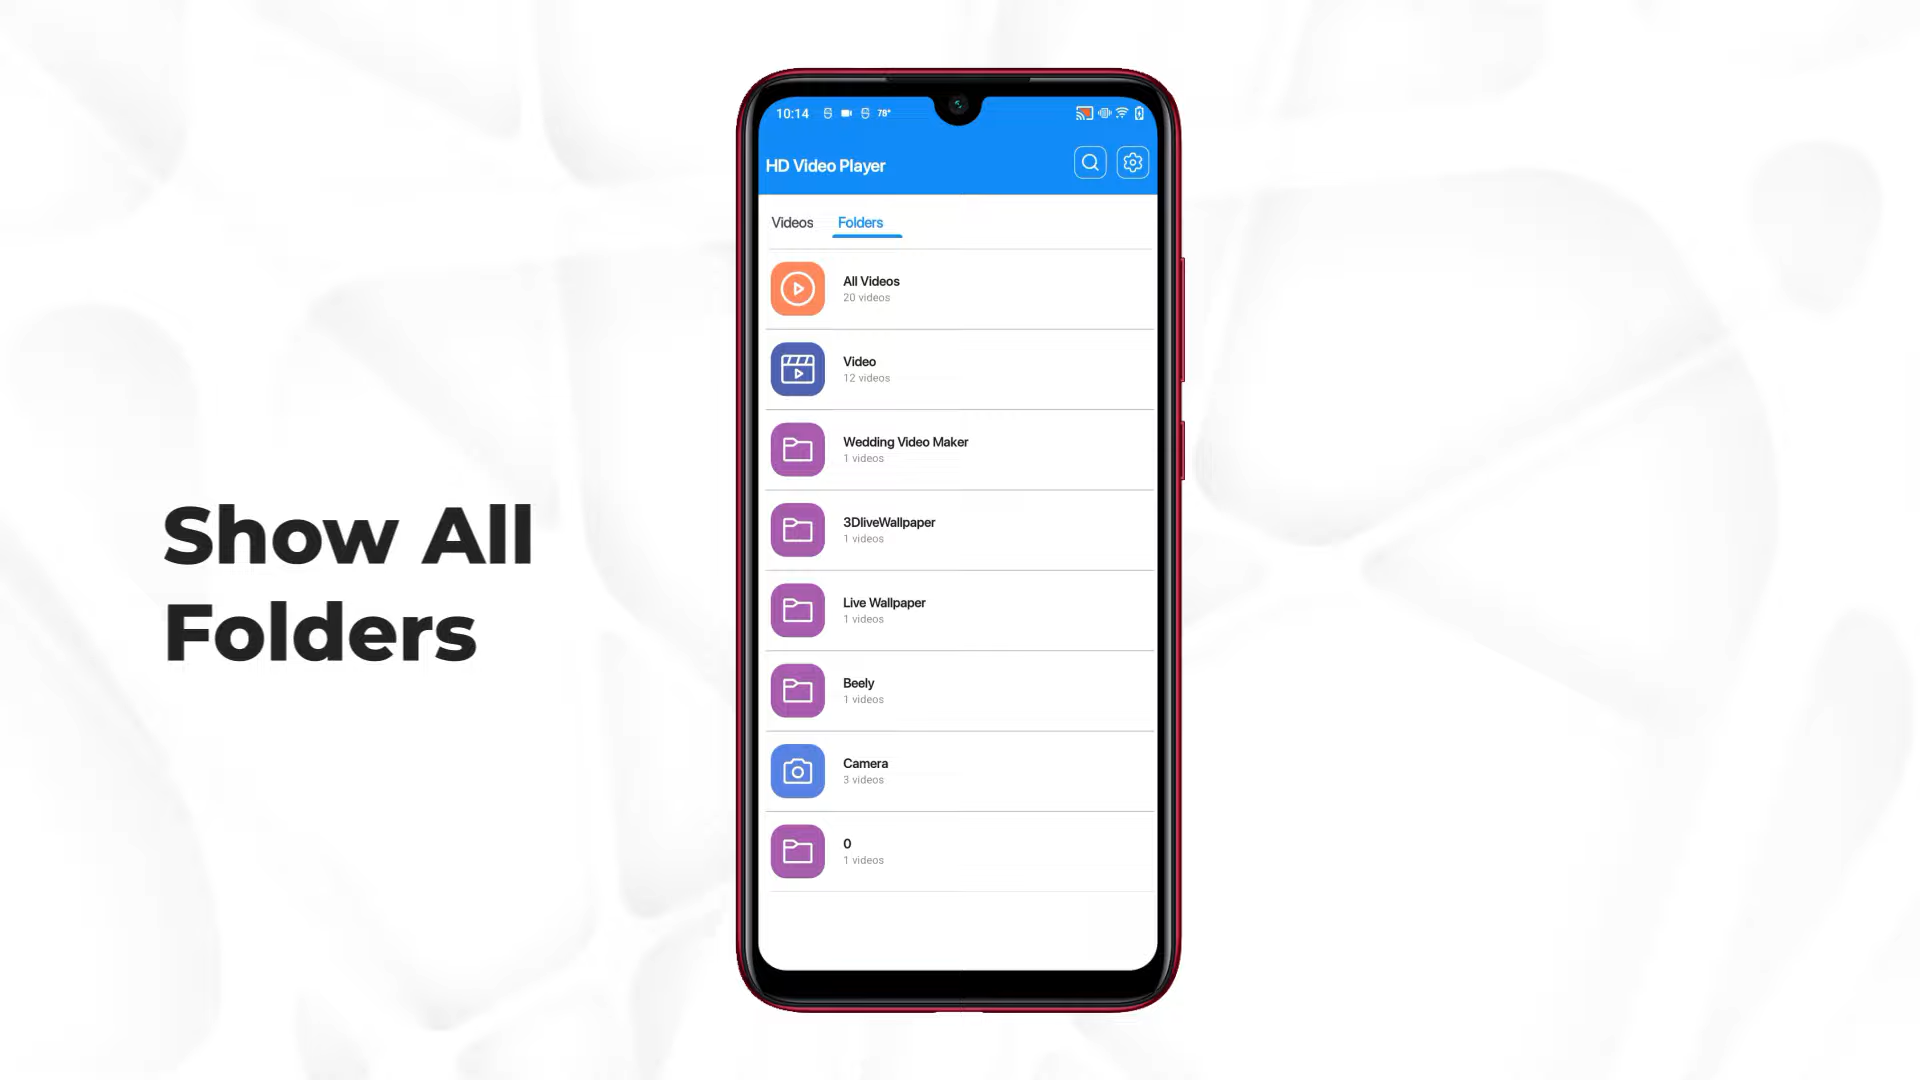 Show All
Folders
10:14 78°
HD Video Player
Videos Folders
All Videos
20 videos
Video
12 videos
Wedding Video Maker
1 videos
3DliveWallpaper
1 videos
Live Wallpaper
1 videos
Beely
1 videos
Camera
3 videos
0
1 videos